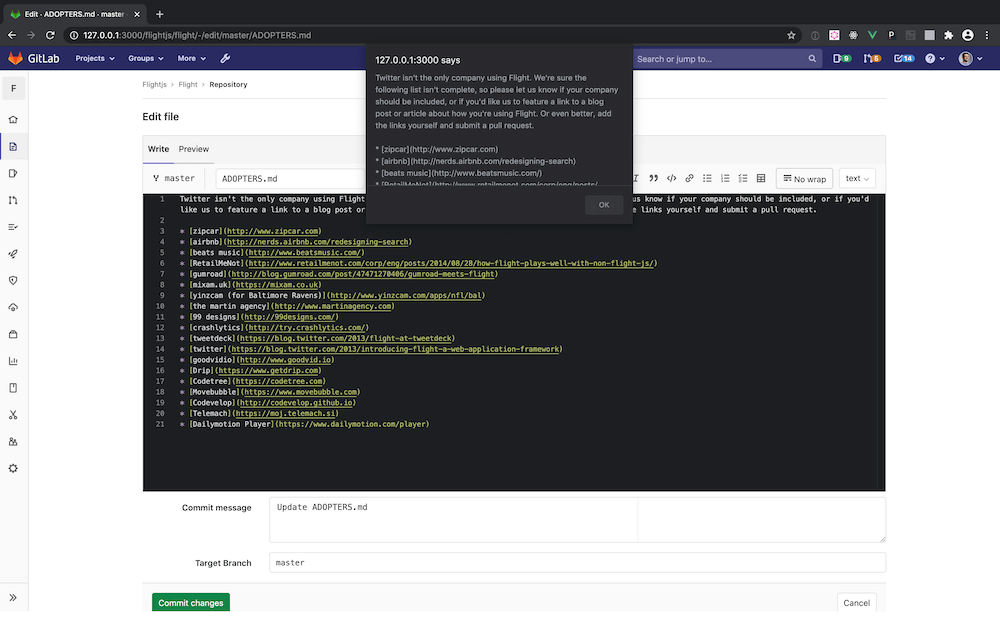 Edit · ADOPTERS.md · master ·
127.0.0.1:3000/flightjs/flight/-/edit/master/ADOPTERS.md
GitLab Projects Groups More Search or jump to... 9 5 14
127.0.0.1:3000 says
Twitter isn't the only company using Flight. We're sure the
following list isn't complete, so please let us know if your company
should be included, or if you'd like us to feature a link to a blog
post or article about how you're using Flight. Or even better, add
the links yourself and submit a pull request.
* [zipcar](http://www.zipcar.com)
* [airbnb](http://nerds.airbnb.com/redesigning-search)
* [beats music](http://www.beatsmusic.com/)
* [RetailMeNot](http://www.retailmenot.com/corp/eng/posts/
OK
F
Flightjs › Flight › Repository
Edit file
Write Preview
master ADOPTERS.md No wrap text
1 Twitter isn't the only company using Flight us know if your company should be included, or if you'd
like us to feature a link to a blog post or links yourself and submit a pull request.
2
3 * [zipcar](http://www.zipcar.com)
4 * [airbnb](http://nerds.airbnb.com/redesigning-search)
5 * [beats music](http://www.beatsmusic.com/)
6 * [RetailMeNot](http://www.retailmenot.com/corp/eng/posts/2014/08/28/how-flight-plays-well-with-non-flight-js/)
7 * [gumroad](http://blog.gumroad.com/post/47471270406/gumroad-meets-flight)
8 * [mixam.uk](https://mixam.co.uk)
9 * [yinzcam (for Baltimore Ravens)](http://www.yinzcam.com/apps/nfl/bal)
10 * [the martin agency](http://www.martinagency.com)
11 * [99 designs](http://99designs.com/)
12 * [crashlytics](http://try.crashlytics.com/)
13 * [tweetdeck](https://blog.twitter.com/2013/flight-at-tweetdeck)
14 * [twitter](https://blog.twitter.com/2013/introducing-flight-a-web-application-framework)
15 * [goodvidio](http://www.goodvid.io)
16 * [Drip](https://www.getdrip.com)
17 * [Codetree](https://codetree.com)
18 * [Movebubble](https://www.movebubble.com)
19 * [Codevelop](http://codevelop.github.io)
20 * [Telemach](https://moj.telemach.si)
21 * [Dailymotion Player](https://www.dailymotion.com/player)
Commit message Update ADOPTERS.md
Target Branch master
Commit changes Cancel